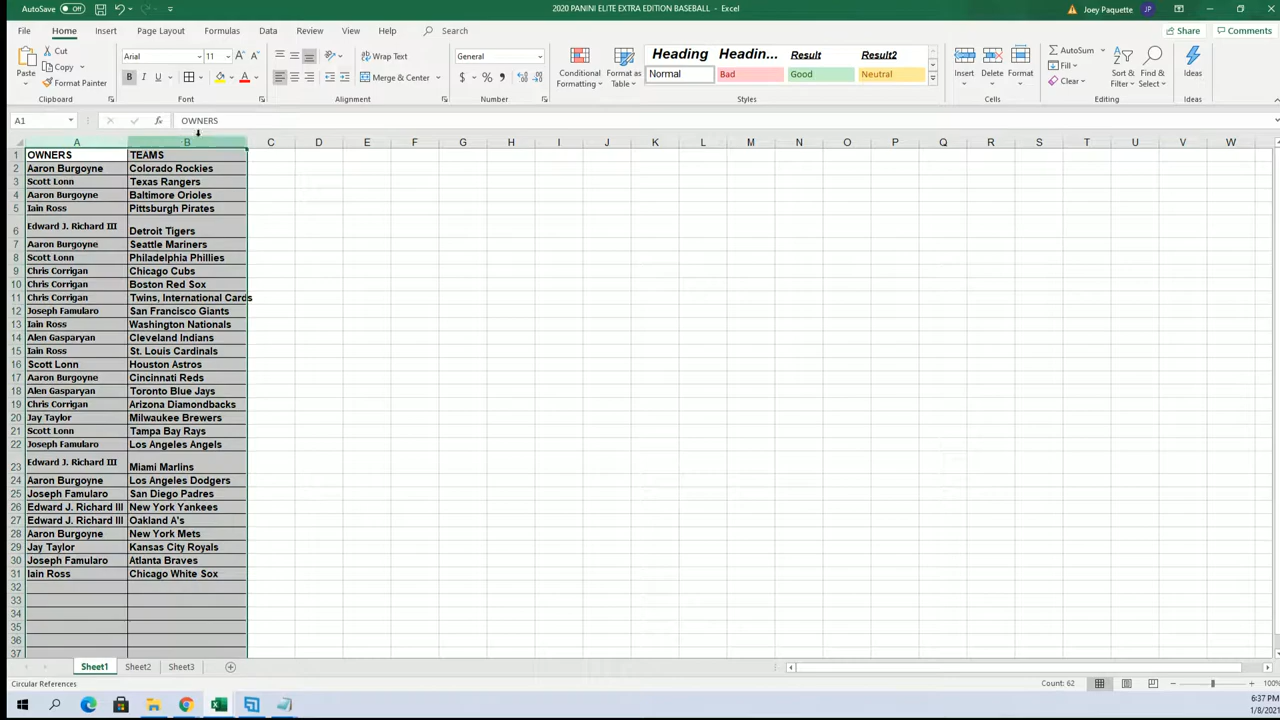 AutoSave Off 2020 PANINI ELITE EXTRA EDITION BASEBALL - Excel Joey Paquette JP
File Home Insert Draw Page Layout Formulas Data Review View Help Search Share Comments
Paste Cut Copy Format Painter Clipboard
Arial 11 B I U A A A Font
Wrap Text Merge & Center Alignment
General $ % 9 Number
Conditional Formatting Format as Table Heading Headin... Result Result2
Normal Bad Good Neutral Styles
Insert Delete Format Cells
AutoSum Fill Clear Sort & Filter Find & Select Editing
Ideas Ideas
A1 fx OWNERS
A B C D E F G H I J K L M N O P Q R S T U V W
1 OWNERS TEAMS
2 Aaron Burgoyne Colorado Rockies
3 Scott Lonn Texas Rangers
4 Aaron Burgoyne Baltimore Orioles
5 Iain Ross Pittsburgh Pirates
6 Edward J. Richard III Detroit Tigers
7 Aaron Burgoyne Seattle Mariners
8 Scott Lonn Philadelphia Phillies
9 Chris Corrigan Chicago Cubs
10 Chris Corrigan Boston Red Sox
11 Chris Corrigan Twins, International Cards
12 Joseph Famularo San Francisco Giants
13 Iain Ross Washington Nationals
14 Alen Gasparyan Cleveland Indians
15 Iain Ross St. Louis Cardinals
16 Scott Lonn Houston Astros
17 Aaron Burgoyne Cincinnati Reds
18 Alen Gasparyan Toronto Blue Jays
19 Chris Corrigan Arizona Diamondbacks
20 Jay Taylor Milwaukee Brewers
21 Scott Lonn Tampa Bay Rays
22 Joseph Famularo Los Angeles Angels
23 Edward J. Richard III Miami Marlins
24 Aaron Burgoyne Los Angeles Dodgers
25 Joseph Famularo San Diego Padres
26 Edward J. Richard III New York Yankees
27 Edward J. Richard III Oakland A's
28 Aaron Burgoyne New York Mets
29 Jay Taylor Kansas City Royals
30 Joseph Famularo Atlanta Braves
31 Iain Ross Chicago White Sox
32
33
34
35
36
37
Sheet1 Sheet2 Sheet3
Circular References Count: 62 100%
6:37 PM
1/8/2021